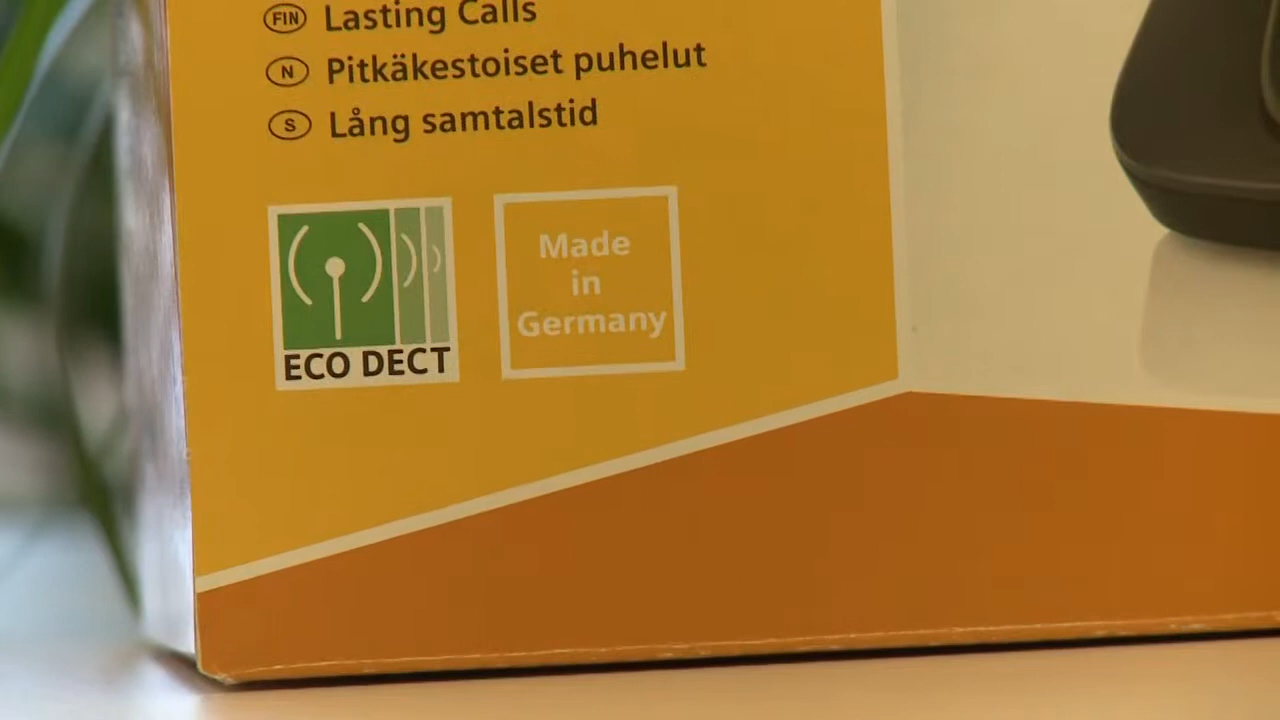 FIN Lasting Calls
N Pitkäkestoiset puhelut
S Lång samtalstid
ECO DECT
Made
in
Germany